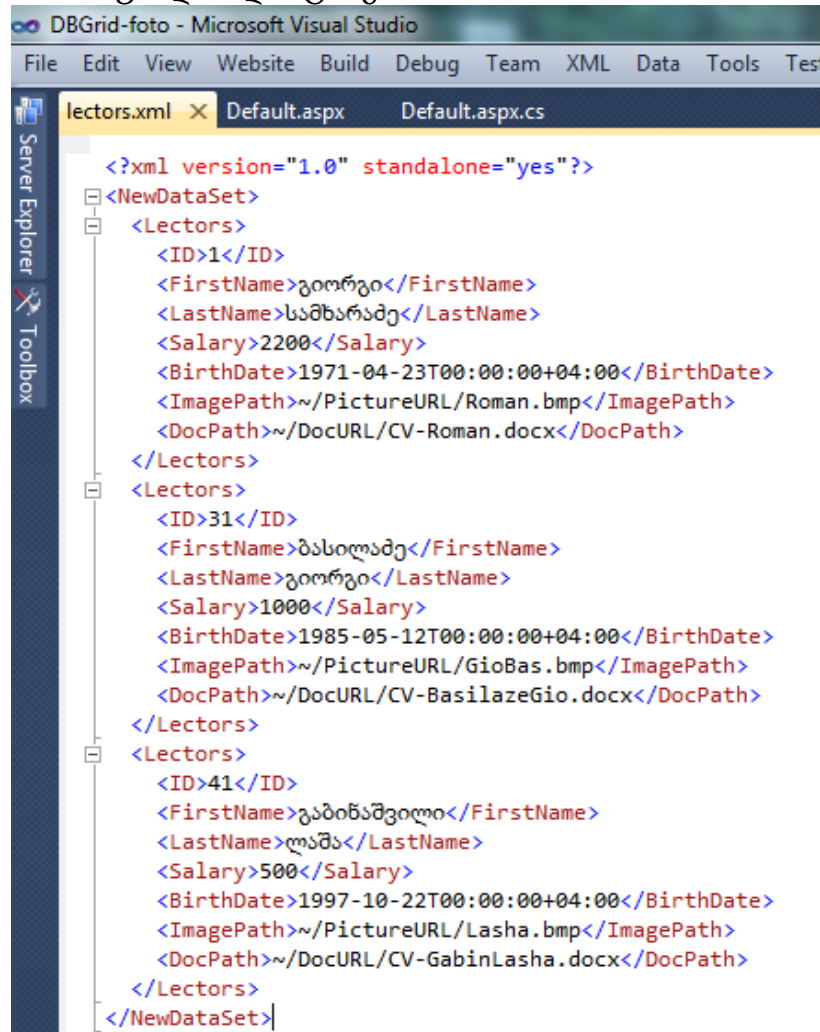 DBGrid-foto - Microsoft Visual Studio
File Edit View Website Build Debug Team XML Data Tools
lectors.xml Default.aspx Default.aspx.cs
Server Explorer
Toolbox
<?xml version="1.0" standalone="yes"?>
<NewDataSet>
<Lectors>
<ID>1</ID>
<FirstName>გიორგი</FirstName>
<LastName>სამხარაძე</LastName>
<Salary>2200</Salary>
<BirthDate>1971-04-23T00:00:00+04:00</BirthDate>
<ImagePath>~/PictureURL/Roman.bmp</ImagePath>
<DocPath>~/DocURL/CV-Roman.docx</DocPath>
</Lectors>
<Lectors>
<ID>31</ID>
<FirstName>ბასილაძე</FirstName>
<LastName>გიორგი</LastName>
<Salary>1000</Salary>
<BirthDate>1985-05-12T00:00:00+04:00</BirthDate>
<ImagePath>~/PictureURL/GioBas.bmp</ImagePath>
<DocPath>~/DocURL/CV-BasilazeGio.docx</DocPath>
</Lectors>
<Lectors>
<ID>41</ID>
<FirstName>გაბინაშვილი</FirstName>
<LastName>ლაშა</LastName>
<Salary>500</Salary>
<BirthDate>1997-10-22T00:00:00+04:00</BirthDate>
<ImagePath>~/PictureURL/Lasha.bmp</ImagePath>
<DocPath>~/DocURL/CV-GabinLasha.docx</DocPath>
</Lectors>
</NewDataSet>